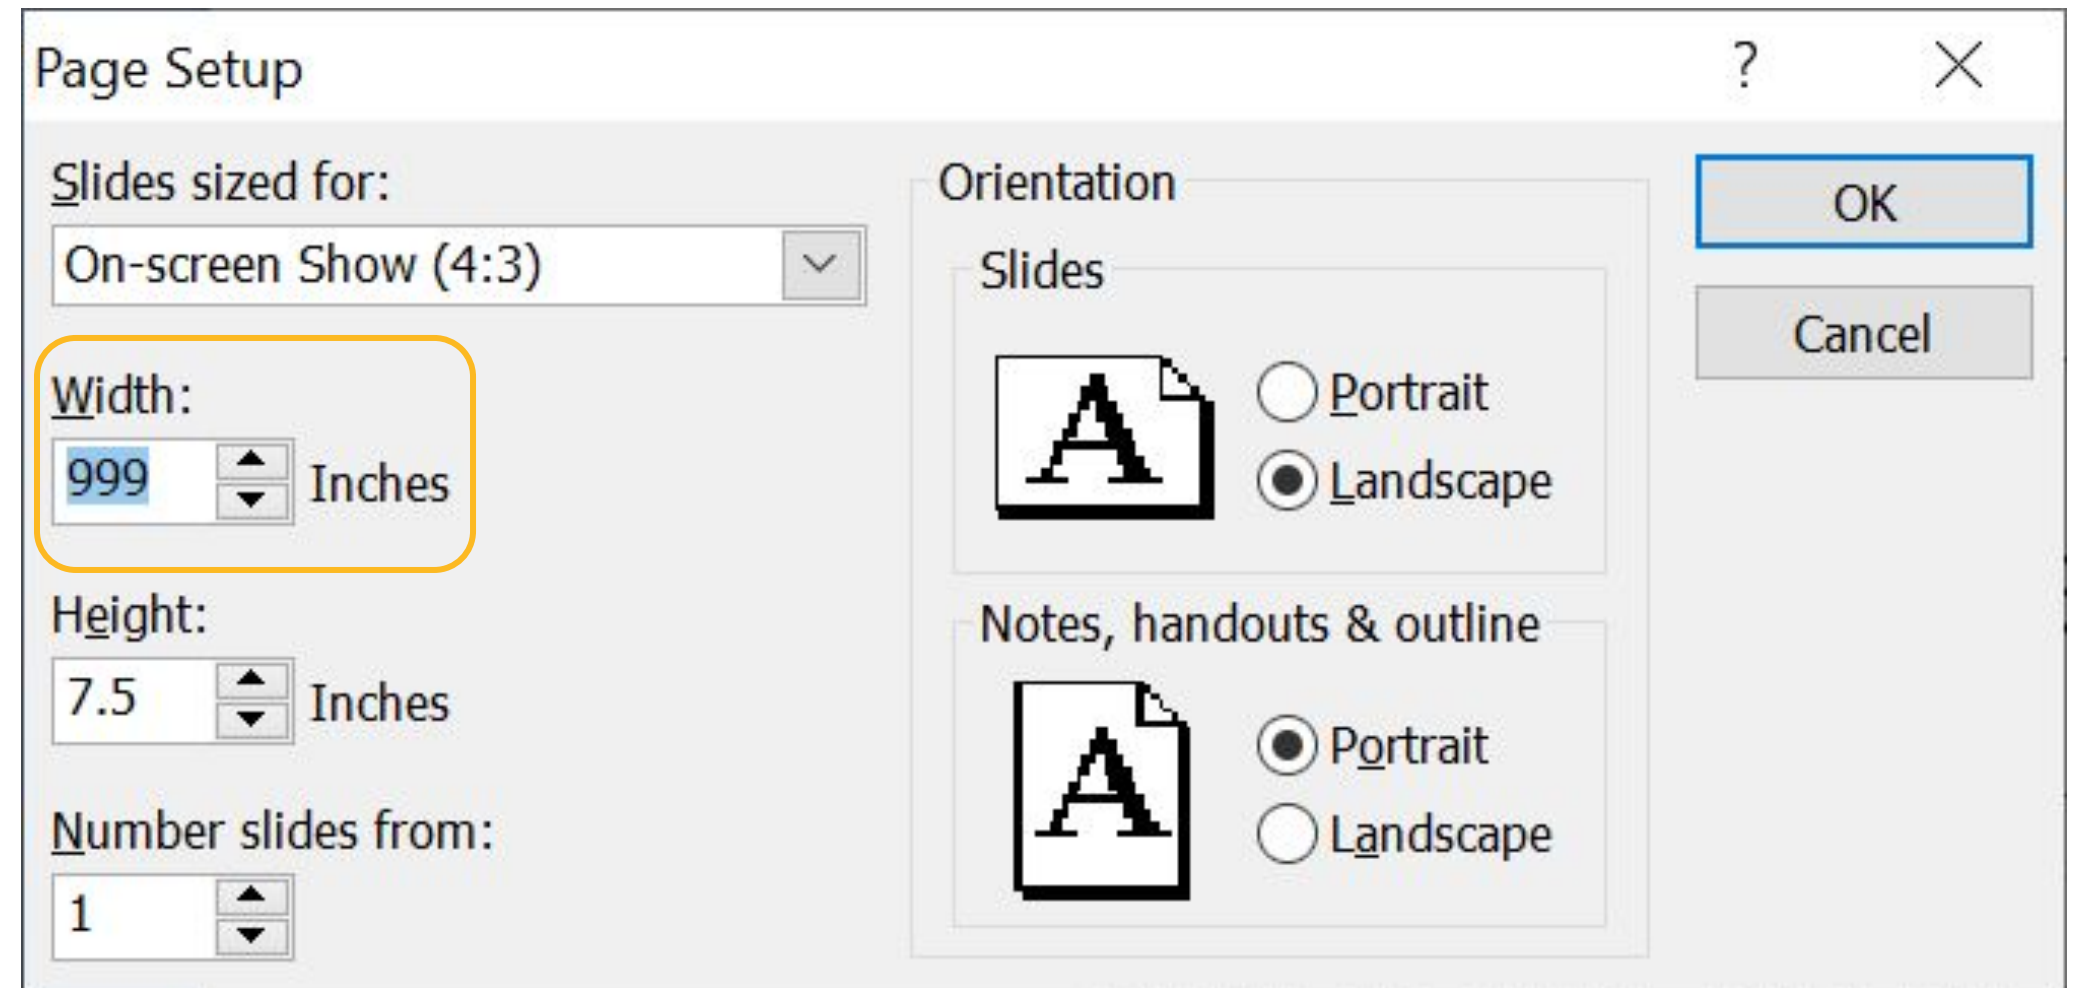 Page Setup
?
Slides sized for:
On-screen Show (4:3)
Width:
999 Inches
Height:
7.5 Inches
Number slides from:
1
Orientation
Slides
A
Portrait
Landscape
Notes, handouts & outline
A
Portrait
Landscape
OK
Cancel